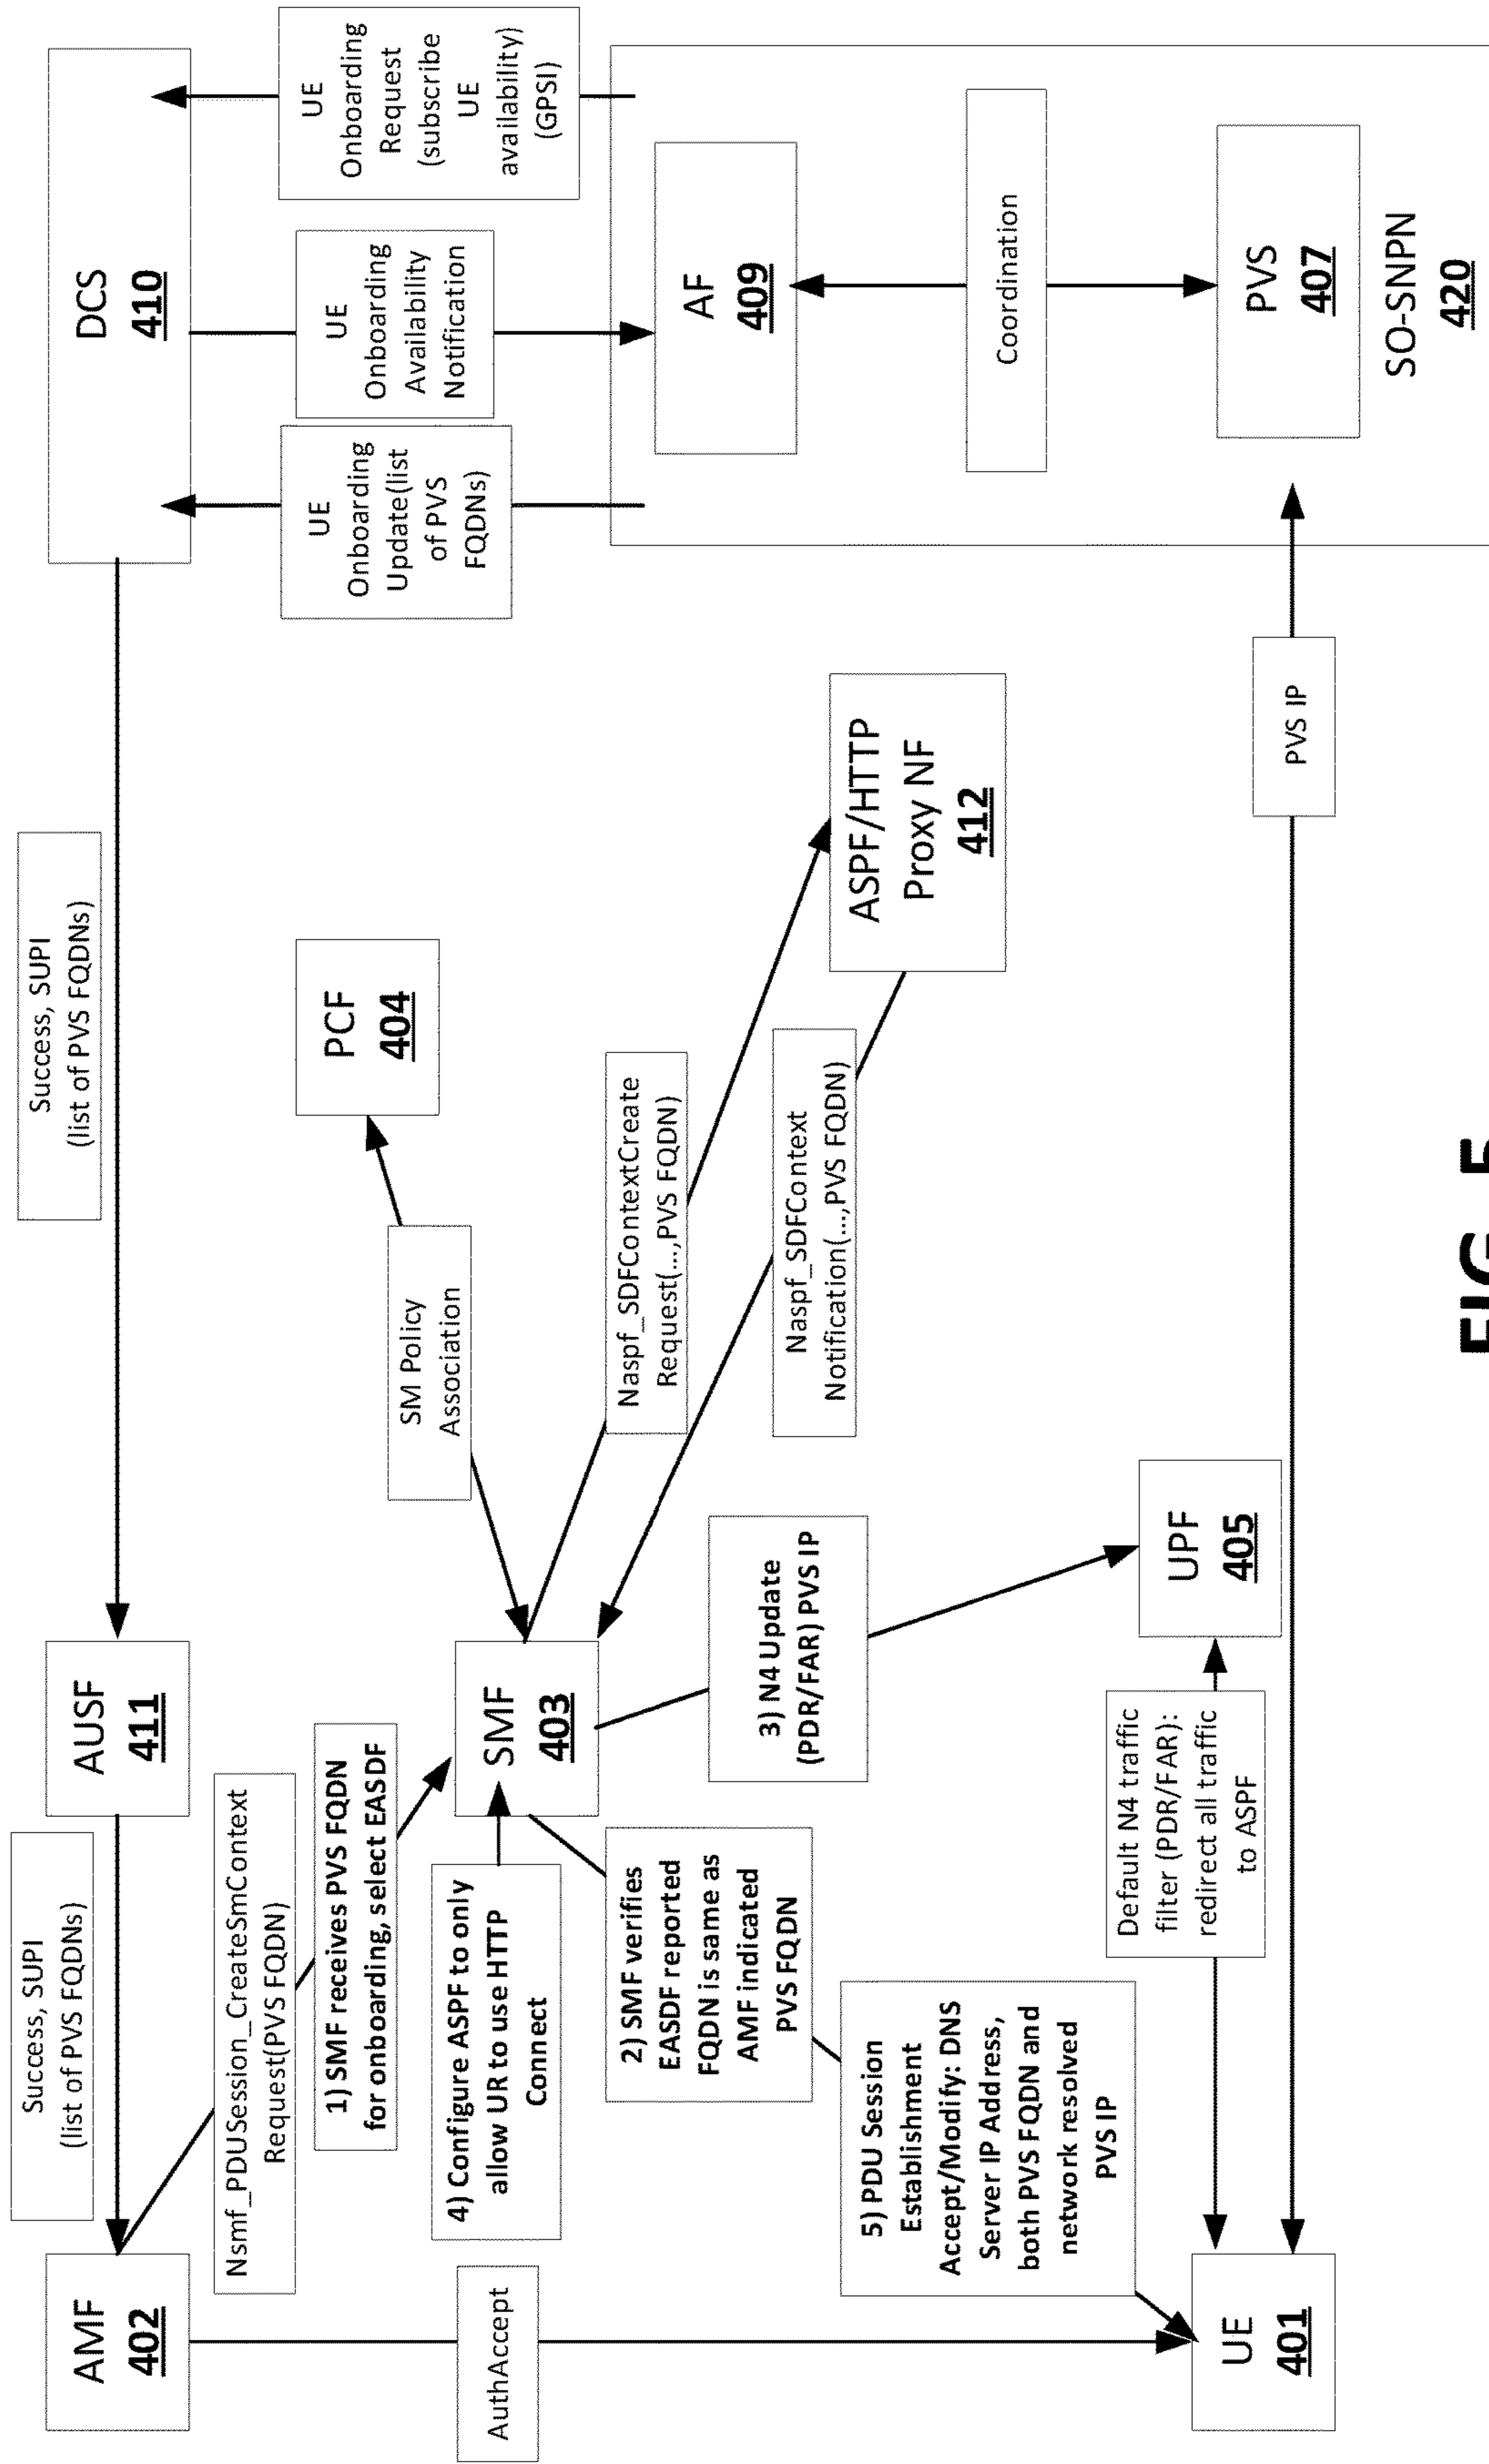 AMF
402
Success, SUPI
(list of PVS FQDNs)
AUSF
411
Success, SUPI
(list of PVS FQDNs)
DCS
410
Nsmf_PDUSession_CreateSmContext
Request(PVS FQDN)
1) SMF receives PVS FQDN
for onboarding, select EASDF
AuthAccept
4) Configure ASPF to only
allow UR to use HTTP
Connect
SMF
403
SM Policy
Association
PCF
404
UE
Onboarding
Update(list
of PVS
FQDNs)
UE
Onboarding
Availability
Notification
UE
Onboarding
Request
(subscribe
UE
availability)
(GPSI)
2) SMF verifies
EASDF reported
FQDN is same as
AMF indicated
PVS FQDN
3) N4 Update
(PDR/FAR) PVS IP
Naspf_SDFContextCreate
Request(...,PVS FQDN)
Naspf_SDFContext
Notification(...,PVS FQDN)
ASPF/HTTP
Proxy NF
412
AF
409
Coordination
5) PDU Session
Establishment
Accept/Modify: DNS
Server IP Address,
both PVS FQDN and
network resolved
PVS IP
Default N4 traffic
filter (PDR/FAR):
redirect all traffic
to ASPF
UPF
405
UE
401
PVS IP
PVS
407
SO-SNPN
420